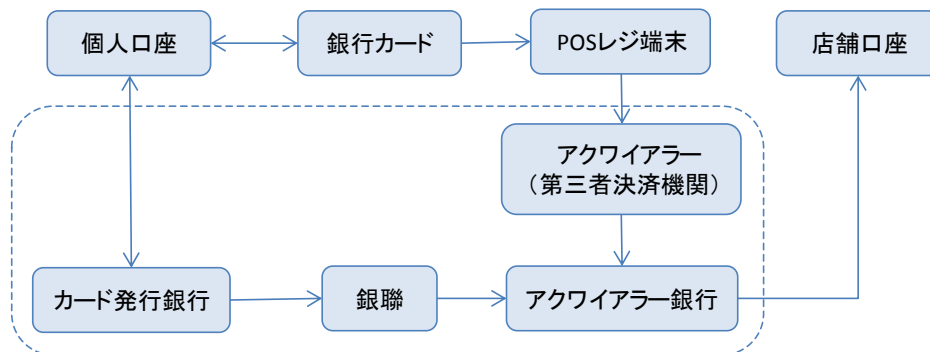 個人口座
銀行カード
POSレジ端末
店舗口座
アクワイアラー
（第三者決済機関）
カード発行銀行
銀聯
アクワイアラー銀行